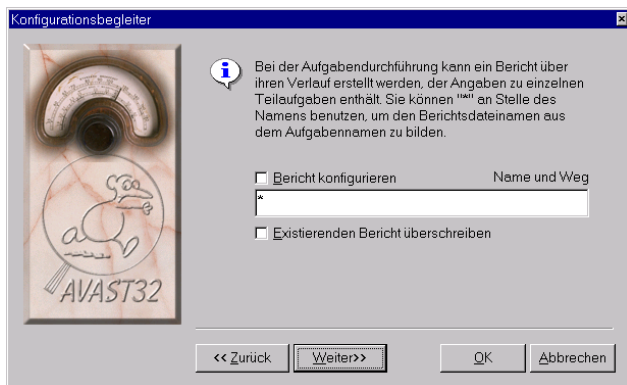 Konfigurationsbegleiter
Bei der Aufgabendurchführung kann ein Bericht über
ihren Verlauf erstellt werden, der Angaben zu einzelnen
Teilaufgaben enthält. Sie können "*" an Stelle des
Namens benutzen, um den Berichtsdateinamen aus
dem Aufgabennamen zu bilden.
Bericht konfigurieren Name und Weg
*
Existierenden Bericht überschreiben
AVAST32
<< Zurück Weiter>> OK Abbrechen